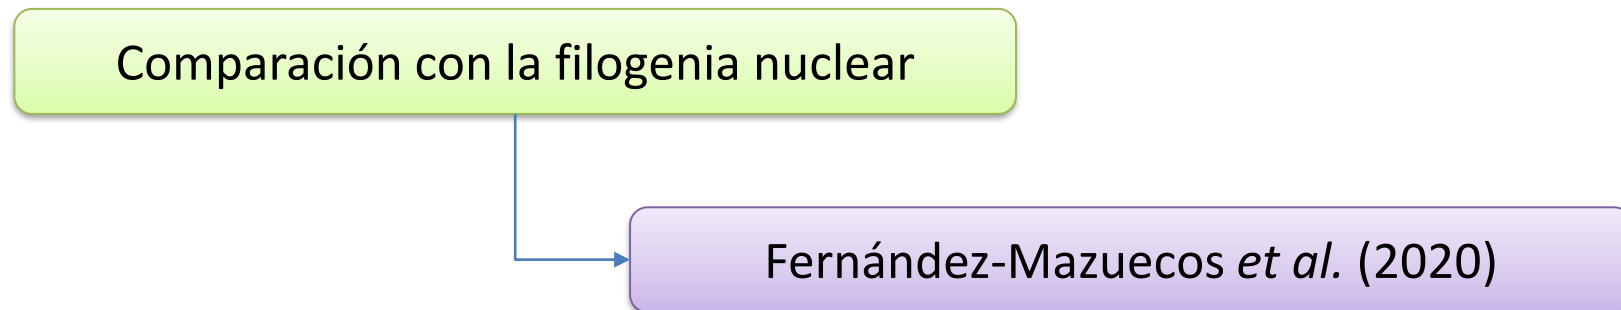 Comparación con la filogenia nuclear
Fernández-Mazuecos et al. (2020)